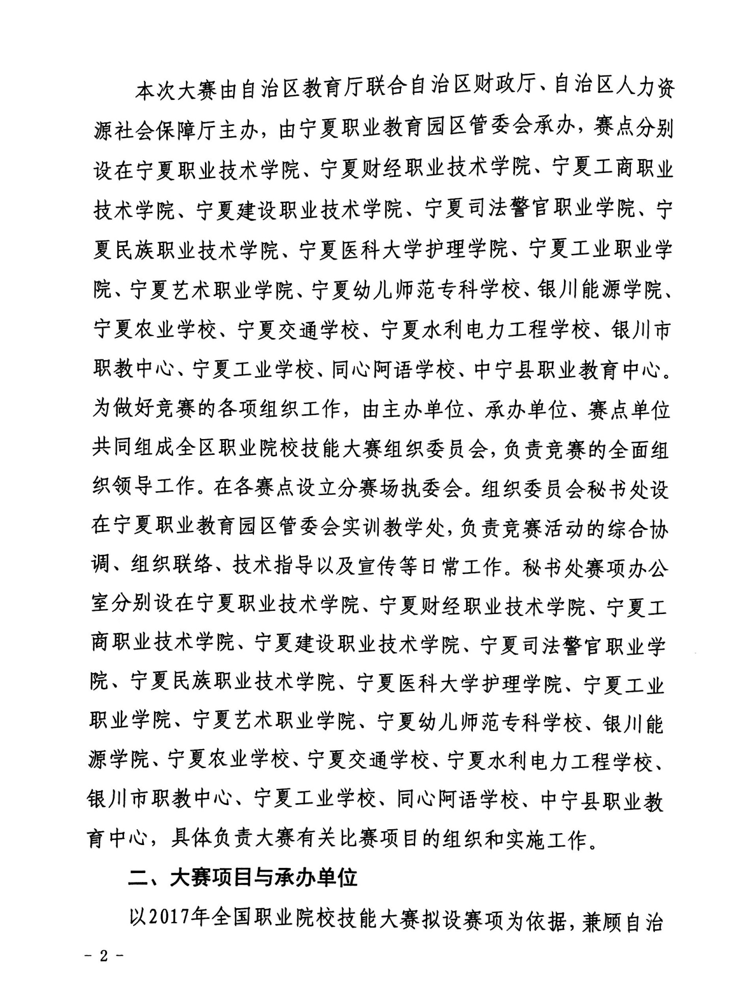 本次大赛由自治区教育厅联合自治区财政厅、自治区人力资
源社会保障厅主办，由宁夏职业教育园区管委会承办，赛点分别
设在宁夏职业技术学院、宁夏财经职业技术学院、宁夏工商职业
技术学院、宁夏建设职业技术学院、宁夏司法警官职业学院、宁
夏民族职业技术学院、宁夏医科大学护理学院、宁夏工业职业学
院、宁夏艺术职业学院、宁夏幼儿师范专科学校、银川能源学院、
宁夏农业学校、宁夏交通学校、宁夏水利电力工程学校、银川市
职教中心、宁夏工业学校、同心阿语学校、中宁县职业教育中心。
为做好竞赛的各项组织工作，由主办单位、承办单位、赛点单位
共同组成全区职业院校技能大赛组织委员会，负责竞赛的全面组
织领导工作。在各赛点设立分赛场执委会。组织委员会秘书处设
在宁夏职业教育园区管委会实训教学处，负责竞赛活动的综合协
调、组织联络、技术指导以及宣传等日常工作。秘书处赛项办公
室分别设在宁夏职业技术学院、宁夏财经职业技术学院、宁夏工
商职业技术学院、宁夏建设职业技术学院、宁夏司法警官职业学
院、宁夏民族职业技术学院、宁夏医科大学护理学院、宁夏工业
职业学院、宁夏艺术职业学院、宁夏幼儿师范专科学校、银川能
源学院、宁夏农业学校、宁夏交通学校、宁夏水利电力工程学校、
银川市职教中心、宁夏工业学校、同心阿语学校、中宁县职业教
育中心，具体负责大赛有关比赛项目的组织和实施工作。
二、大赛项目与承办单位
以2017年全国职业院校技能大赛拟设赛项为依据，兼顾自治
- 2 -